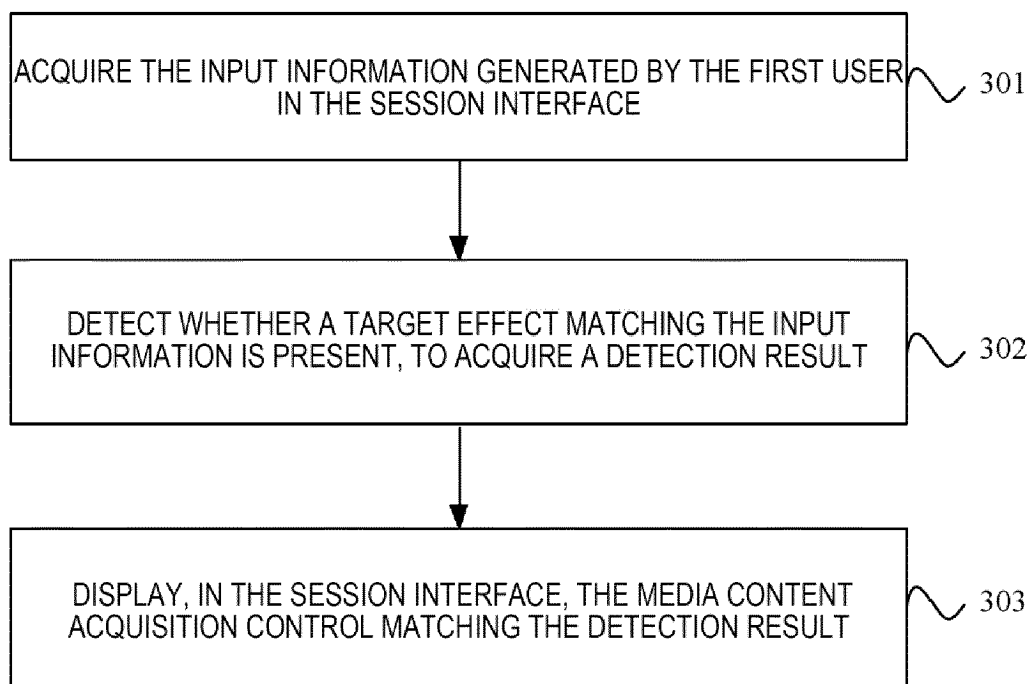 ACQUIRE THE INPUT INFORMATION GENERATED BY THE FIRST USER
IN THE SESSION INTERFACE
301
DETECT WHETHER A TARGET EFFECT MATCHING THE INPUT
INFORMATION IS PRESENT, TO ACQUIRE A DETECTION RESULT
302
DISPLAY, IN THE SESSION INTERFACE, THE MEDIA CONTENT
ACQUISITION CONTROL MATCHING THE DETECTION RESULT
303